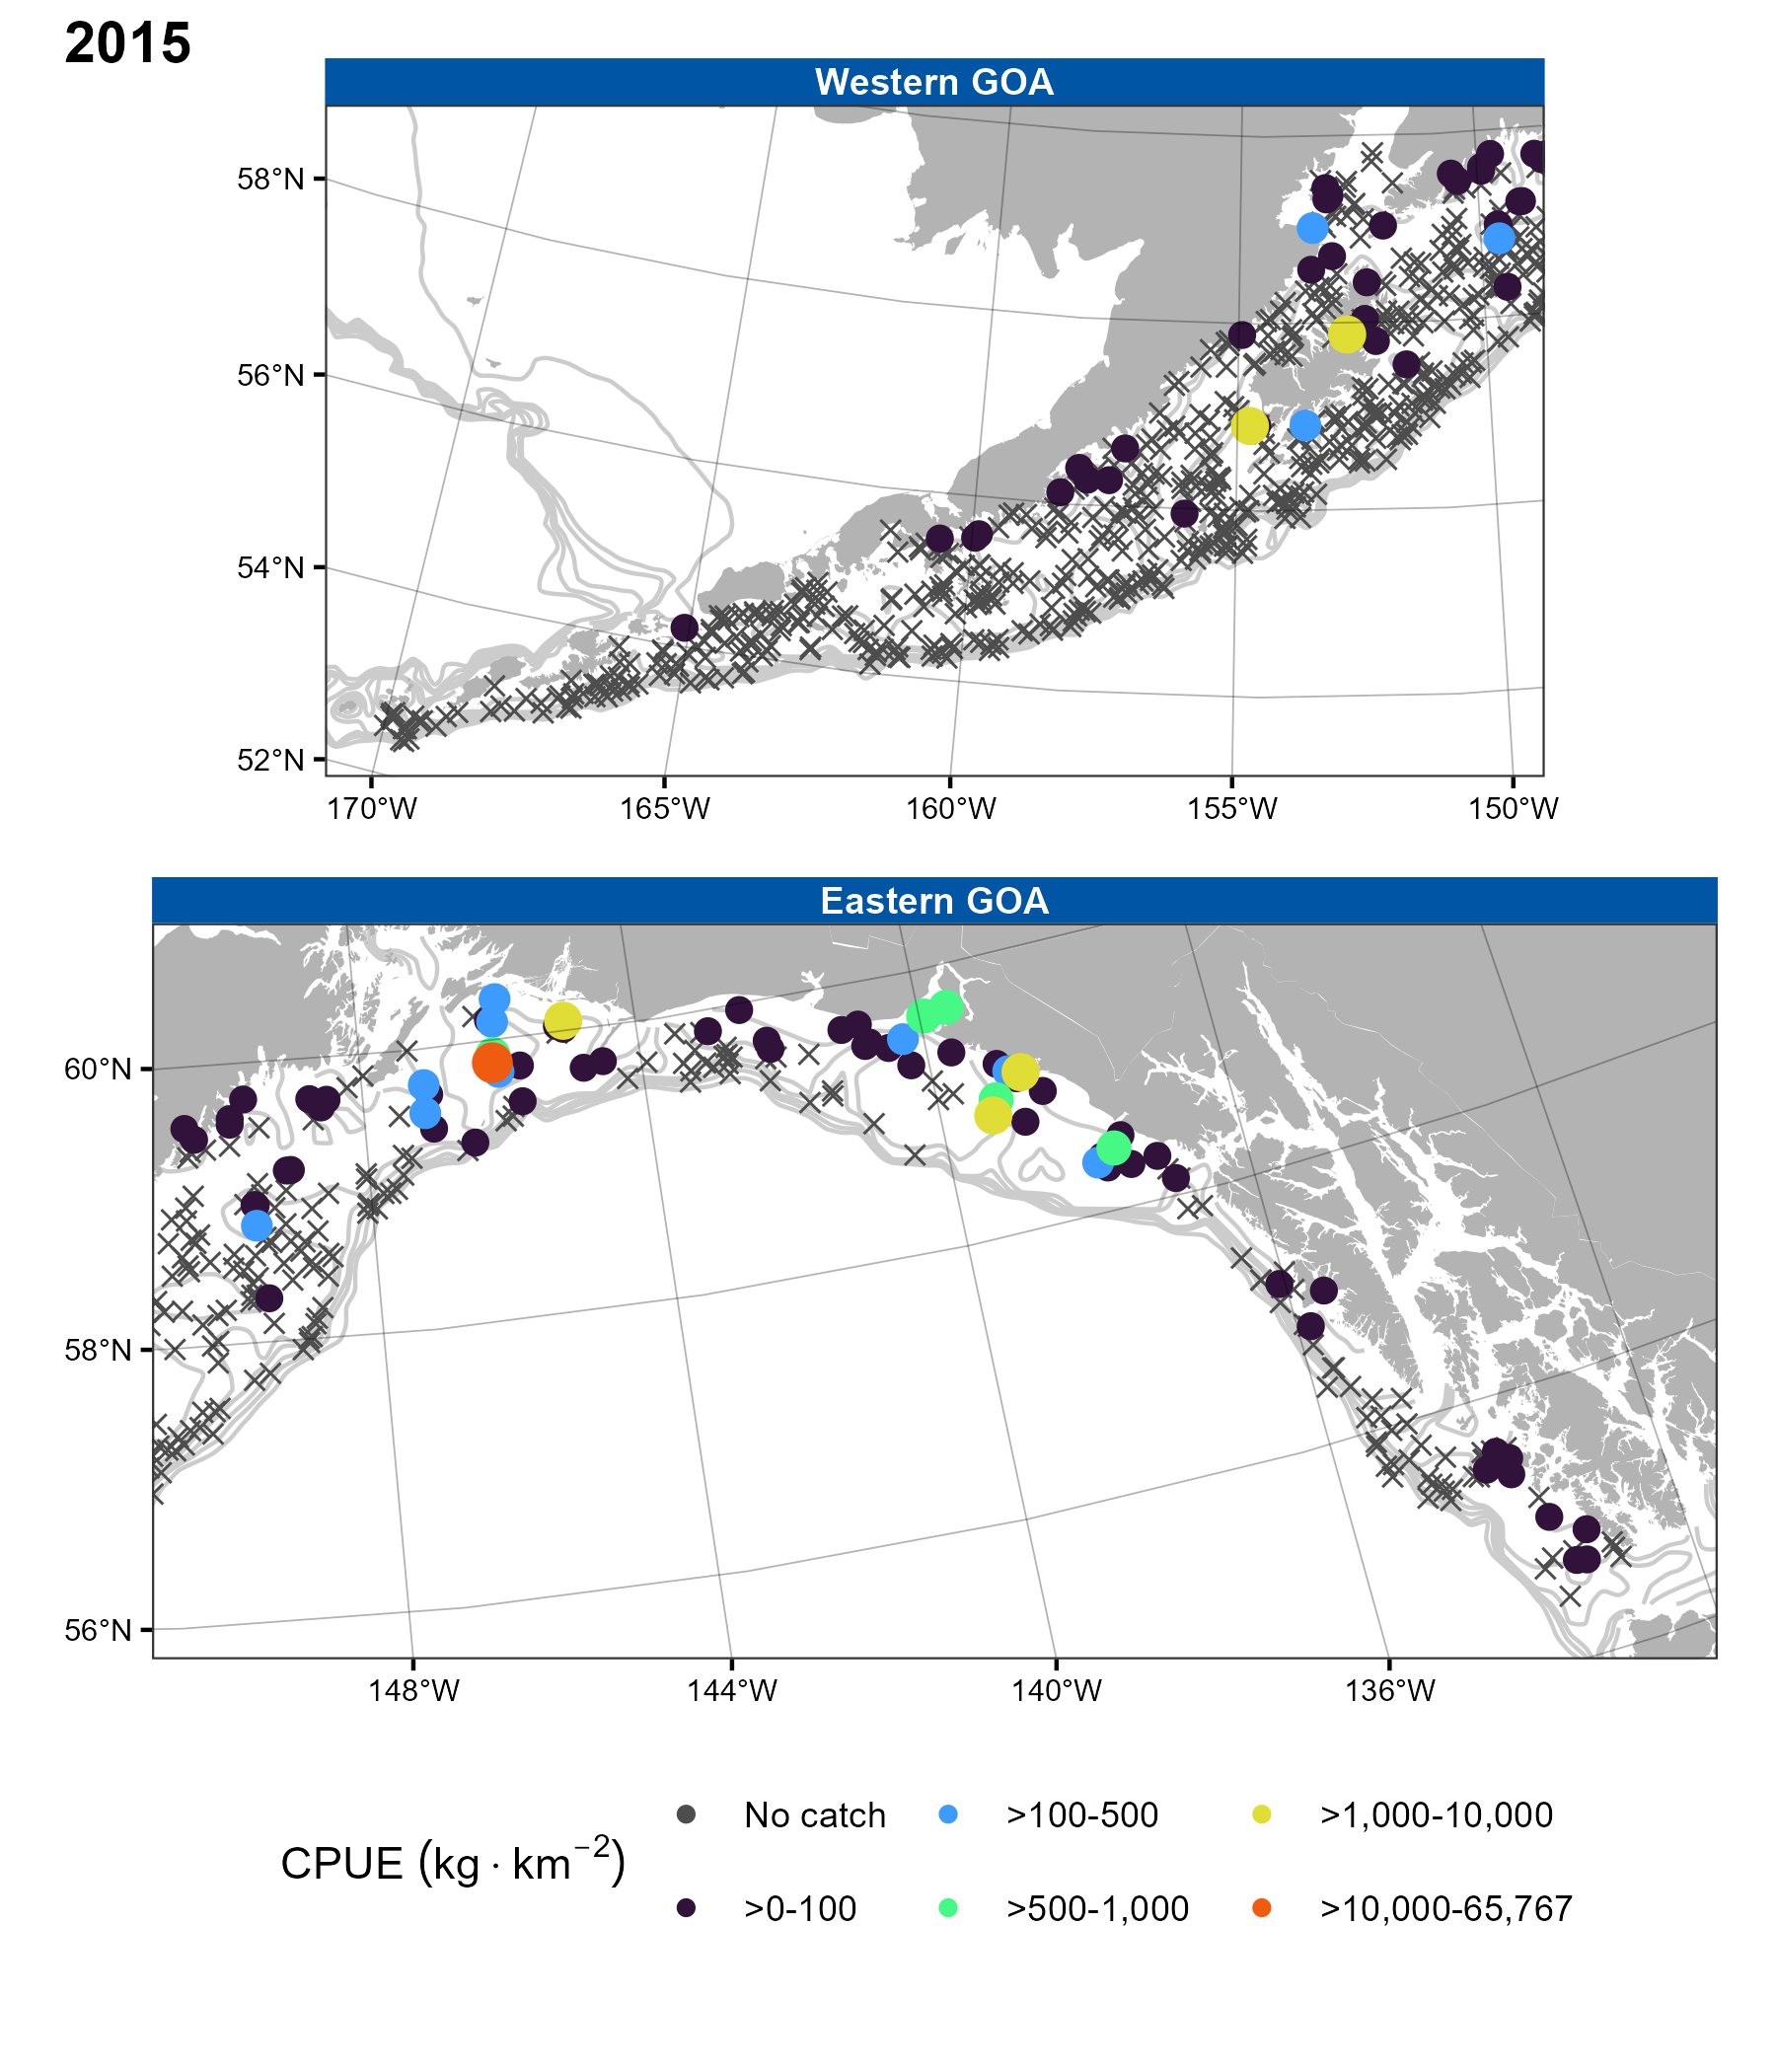 2015
Western GOA
58°N
56°N
54°N
52°N
170°W 165°W 160°W 155°W 150°W
Eastern GOA
60°N
58°N
56°N
148°W 144°W 140°W 136°W
CPUE (kg · km⁻²)
No catch >100-500 >1,000-10,000
>0-100 >500-1,000 >10,000-65,767